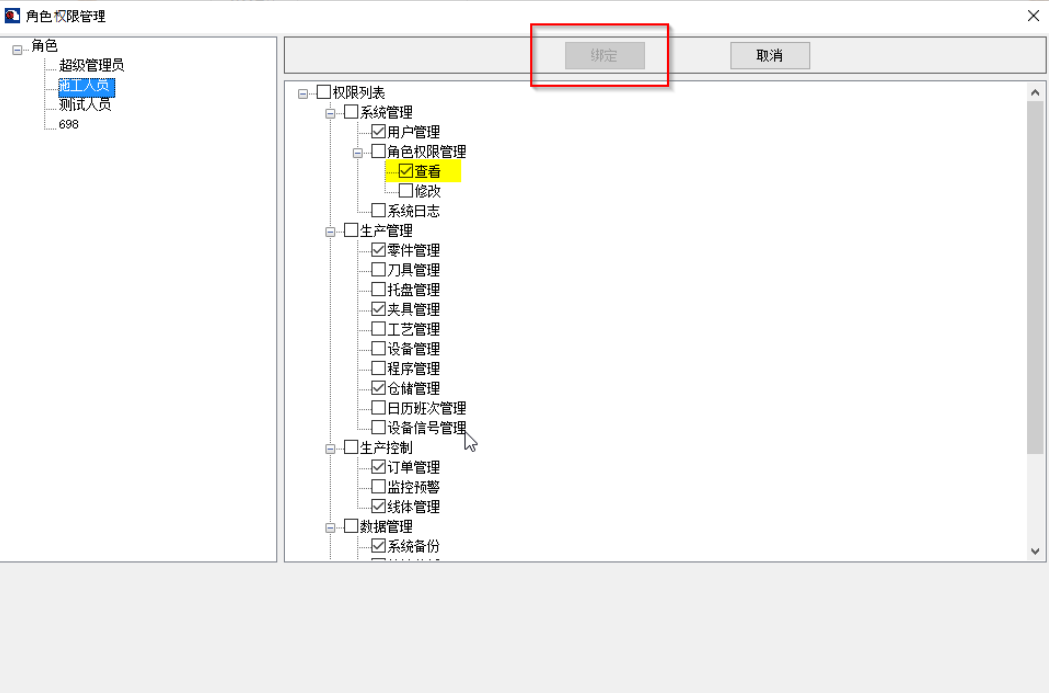 角色权限管理
角色
超级管理员
施工人员
测试人员
698
绑定
取消
权限列表
系统管理
用户管理
角色权限管理
查看
修改
系统日志
生产管理
零件管理
刀具管理
托盘管理
夹具管理
工艺管理
设备管理
程序管理
仓储管理
日历班次管理
设备信号管理
生产控制
订单管理
监控预警
线体管理
数据管理
系统备份